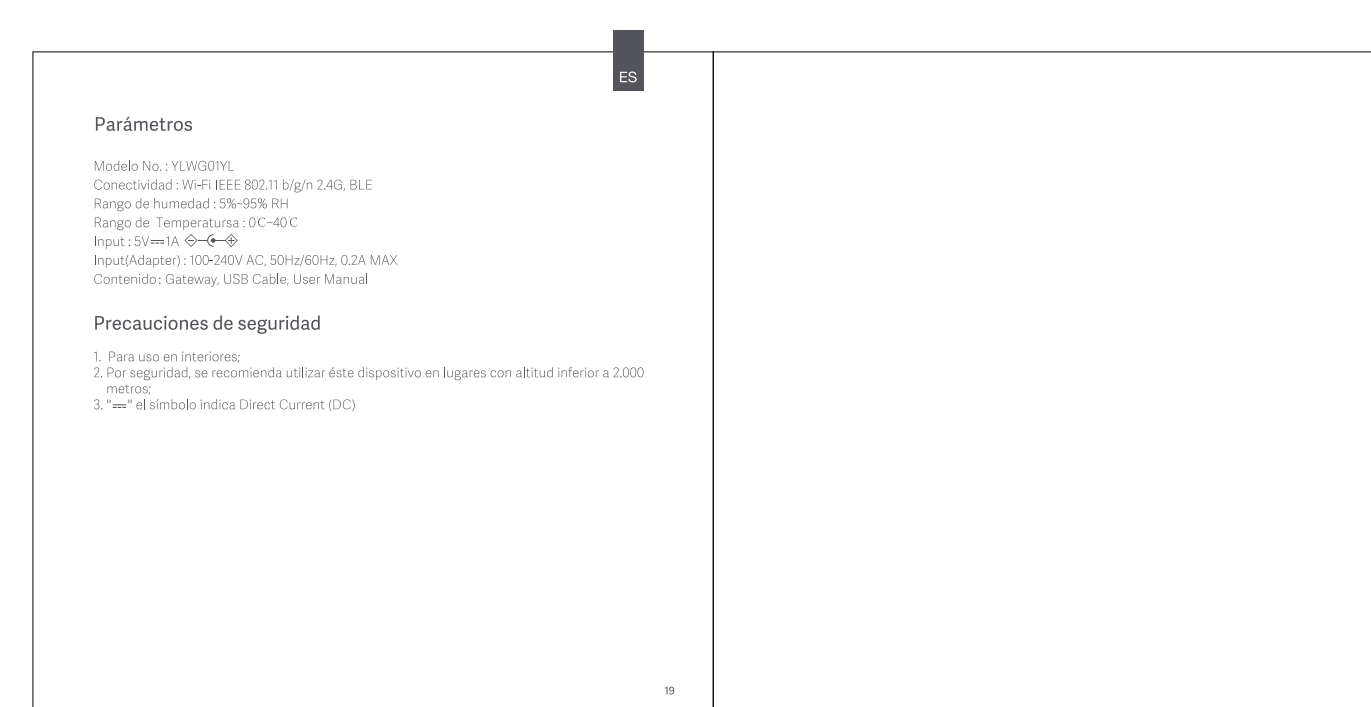 ES
Parámetros
Modelo No. : YLWG01YL
Conectividad : Wi-Fi IEEE 802.11 b/g/n 2.4G, BLE
Rango de humedad : 5%-95% RH
Rango de Temperatursa : 0℃-40℃
Input : 5V⎓1A
Input(Adapter) : 100-240V AC, 50Hz/60Hz, 0.2A MAX
Contenido : Gateway, USB Cable, User Manual
Precauciones de seguridad
1. Para uso en interiores;
2. Por seguridad, se recomienda utilizar éste dispositivo en lugares con altitud inferior a 2.000
metros;
3. "⎓" el símbolo indica Direct Current (DC)
19